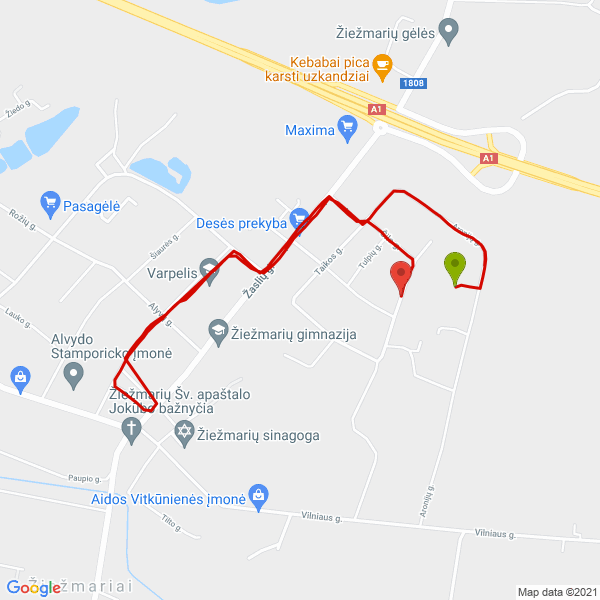 Žiežmarių gėlės
Kebabai pica
karsti uzkandziai
1808
A1
Maxima
A1
Žiedo g.
Pasagėlė
Rožių g.
Šiaurės g.
Desės prekyba
Aronijų g.
Taikos g.
Tulpių g.
Varpelis
Žaslių g.
Lauko g.
Alyvų g.
Žiežmarių gimnazija
Alvydo
Stamporicko įmonė
Žiežmarių Šv. apaštalo
Jokūbo bažnyčia
Žiežmarių sinagoga
Paupio g.
Aidos Vitkūnienės įmonė
Aronijų g.
Tilto g.
Vilniaus g.
Vilniaus g.
Žiežmariai
Google
Map data ©2021